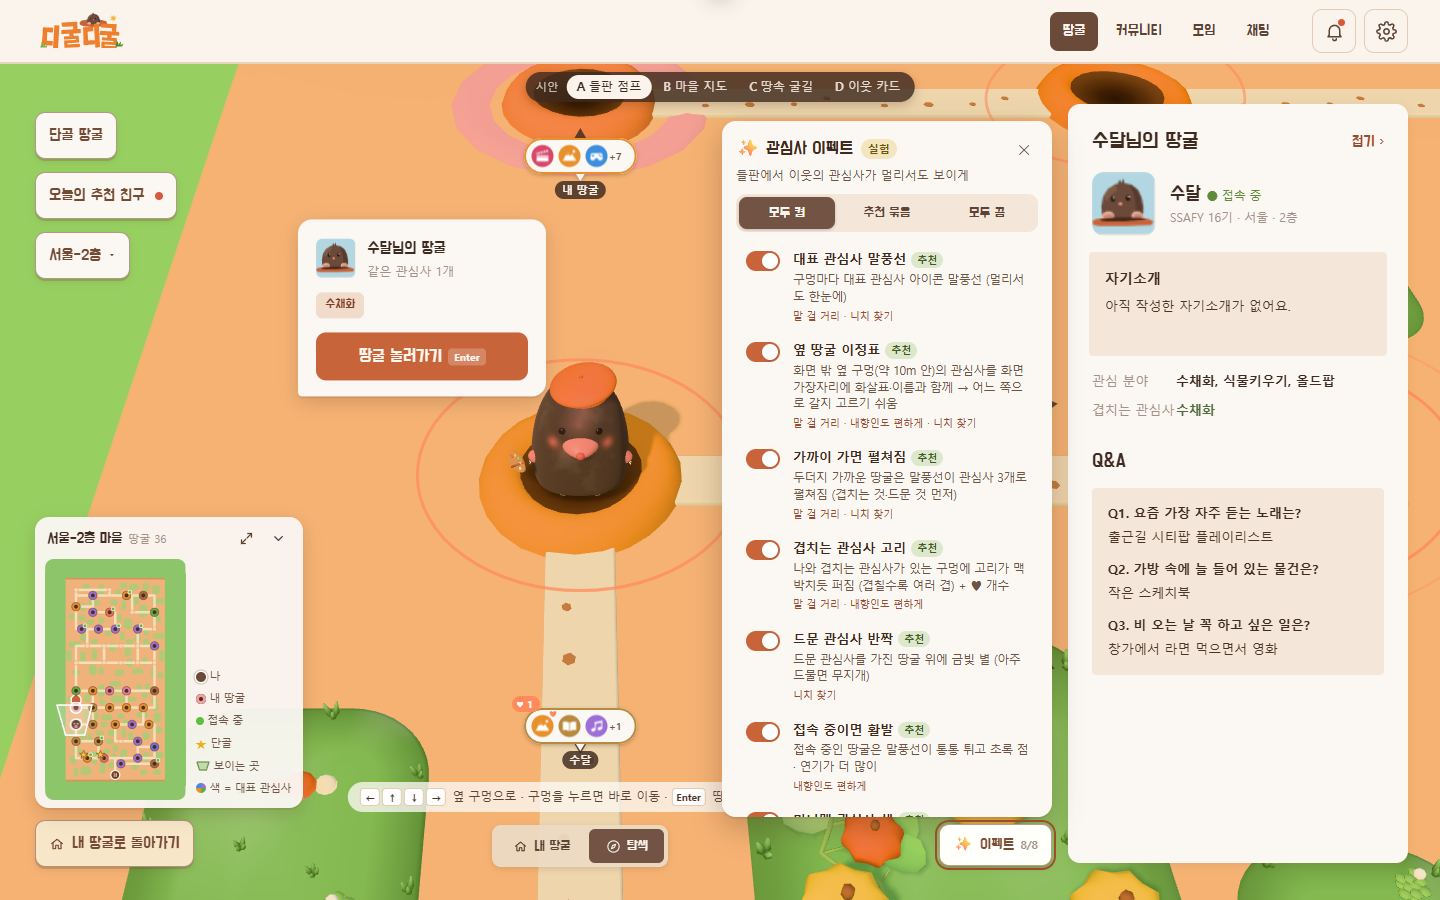 디굴디굴
땅굴
커뮤니티
모임
채팅
시안
A 들판 점프
B 마을 지도
C 땅속 굴길
D 이웃 카드
단골 땅굴
오늘의 추천 친구
서울-2층
+7
내 땅굴
수달님의 땅굴
같은 관심사 1개
수채화
땅굴 놀러가기 Enter
✨ 관심사 이펙트 실험
들판에서 이웃의 관심사가 멀리서도 보이게
모두 켬
추천 묶음
모두 끔
대표 관심사 말풍선 추천
구멍마다 대표 관심사 아이콘 말풍선 (멀리서
도 한눈에)
말 걸 거리 · 니치 찾기
옆 땅굴 이정표 추천
화면 밖 옆 구멍(약 10m 안)의 관심사를 화면
가장자리에 화살표·이름과 함께 → 어느 쪽으
로 갈지 고르기 쉬움
말 걸 거리 · 내향인도 편하게 · 니치 찾기
가까이 가면 펼쳐짐 추천
두더지 가까운 땅굴은 말풍선이 관심사 3개로
펼쳐짐 (겹치는 것·드문 것 먼저)
말 걸 거리 · 니치 찾기
겹치는 관심사 고리 추천
나와 겹치는 관심사가 있는 구멍에 고리가 맥
박치듯 퍼짐 (겹칠수록 여러 겹) + ♥ 개수
말 걸 거리 · 내향인도 편하게
드문 관심사 반짝 추천
드문 관심사를 가진 땅굴 위에 금빛 별 (아주
드물면 무지개)
니치 찾기
접속 중이면 활발 추천
접속 중인 땅굴은 말풍선이 통통 튀고 초록 점
· 연기가 더 많이
내향인도 편하게
수달님의 땅굴
접기 ›
수달 접속 중
SSAFY 16기 · 서울 · 2층
자기소개
아직 작성한 자기소개가 없어요.
관심 분야 수채화, 식물키우기, 올드팝
겹치는 관심사 수채화
Q&A
Q1. 요즘 가장 자주 듣는 노래는?
출근길 시티팝 플레이리스트
Q2. 가방 속에 늘 들어 있는 물건은?
작은 스케치북
Q3. 비 오는 날 꼭 하고 싶은 일은?
창가에서 라면 먹으면서 영화
서울-2층 마을 땅굴 36
나
내 땅굴
접속 중
★ 단골
보이는 곳
색 = 대표 관심사
♥ 1
+1
수달
← ↑ ↓ → 옆 구멍으로 · 구멍을 누르면 바로 이동 · Enter 땅
내 땅굴로 돌아가기
내 땅굴
탐색
✨ 이펙트 8/8